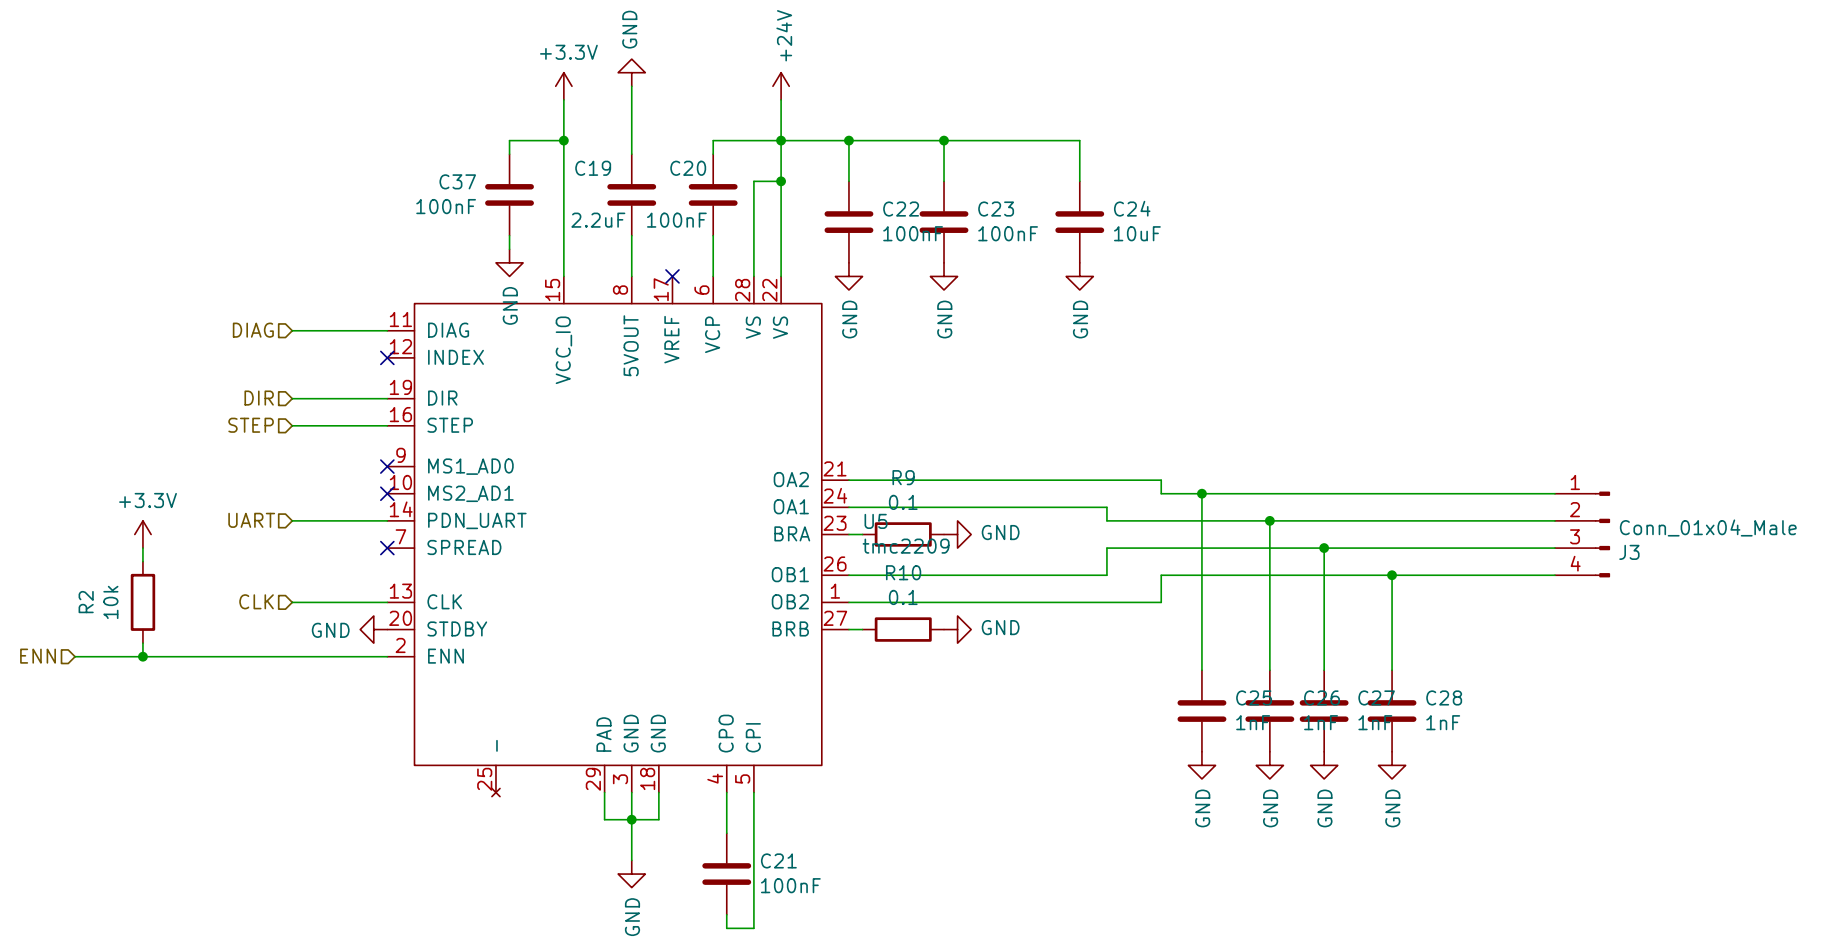 GND
+24V
+3.3V
C37
100nF
C19
2.2uF
C20
100nF
C22
100nF
C23
100nF
C24
10uF
GND
GND
GND
GND
15
8
17
6
28
22
VCC_IO
5VOUT
VREF
VCP
VS
VS
DIAG
11
DIAG
12
INDEX
DIR
19
DIR
STEP
16
STEP
9
MS1_AD0
10
MS2_AD1
UART
14
PDN_UART
7
SPREAD
+3.3V
R2
10k
CLK
13
CLK
GND
20
STDBY
ENN
2
ENN
OA2
21
OA1
24
BRA
23
OB1
26
OB2
1
BRB
27
R9
0.1
U5
tmc2209
GND
R10
0.1
GND
1
2
3
4
Conn_01x04_Male
J3
C25
1nF
C26
1nF
C27
1nF
C28
1nF
GND
GND
GND
GND
–
PAD
GND
GND
CPO
CPI
25
29
3
18
4
5
GND
C21
100nF